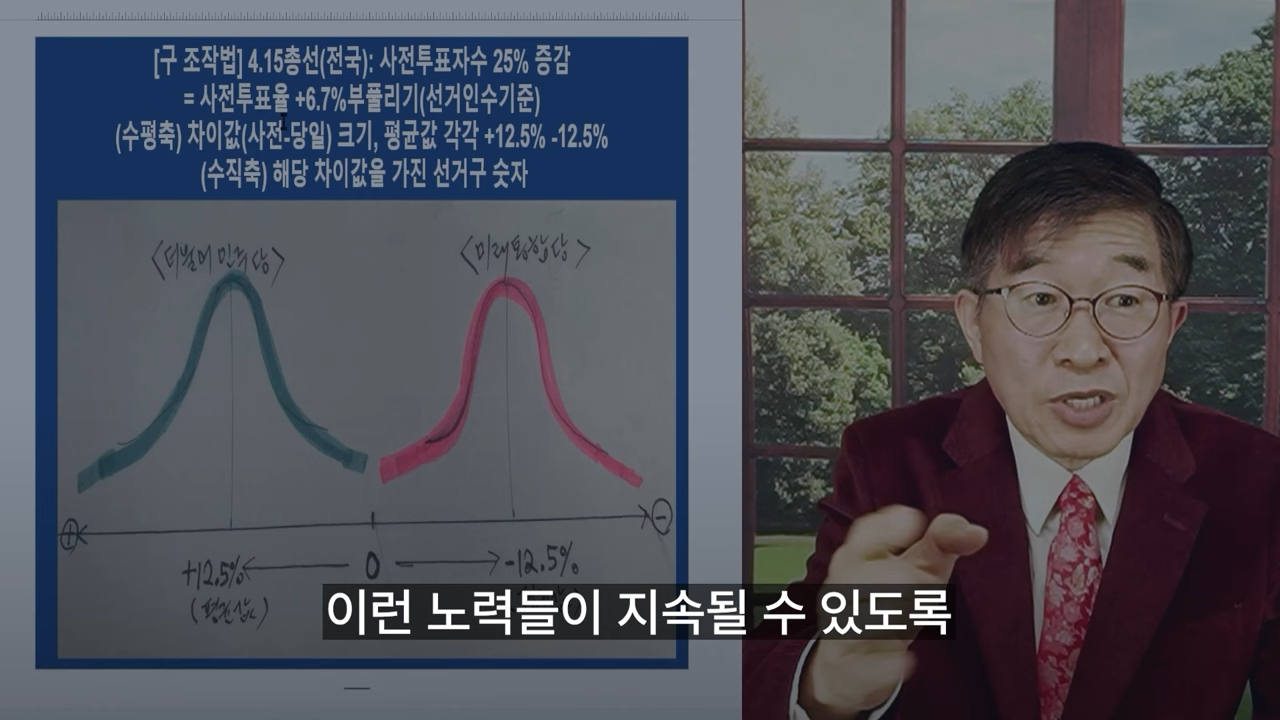 [구 조작법] 4.15총선(전국): 사전투표자수 25% 증감
= 사전투표율 +6.7%부풀리기(선거인수기준)
(수평축) 차이값(사전-당일) 크기, 평균값 각각 +12.5% -12.5%
(수직축) 해당 차이값을 가진 선거구 숫자
<더불어민주당> <미래통합당>
+ -
+12.5% 0 -12.5%
(평균값)
이런 노력들이 지속될 수 있도록